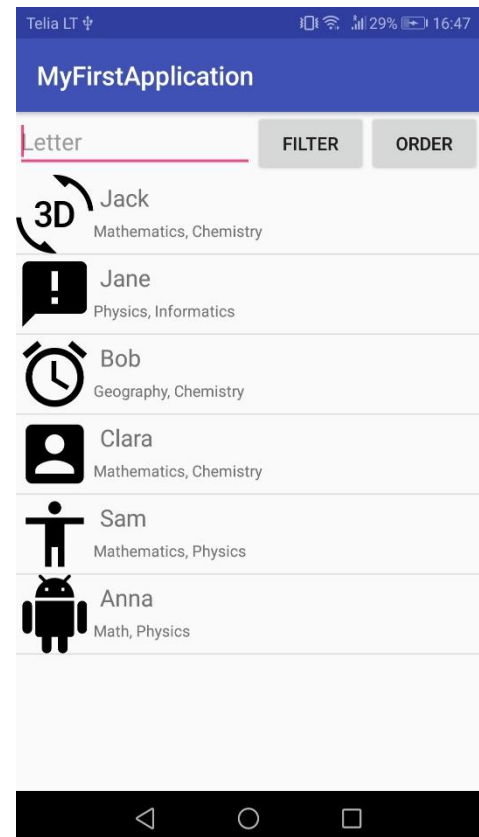 Telia LT 29% 16:47
MyFirstApplication
Letter FILTER ORDER
3D Jack
Mathematics, Chemistry
Jane
Physics, Informatics
Bob
Geography, Chemistry
Clara
Mathematics, Chemistry
Sam
Mathematics, Physics
Anna
Math, Physics